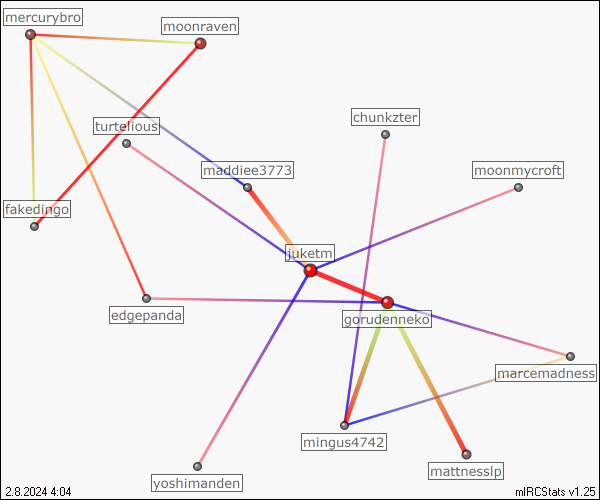 mercurybro
moonraven
chunkzter
turtelious
maddiee3773
moonmycroft
fakedingo
juketm
edgepanda
gorudenneko
marcemadness
mingus4742
mattnesslp
yoshimanden
2.8.2024 4:04
mIRCStats v1.25